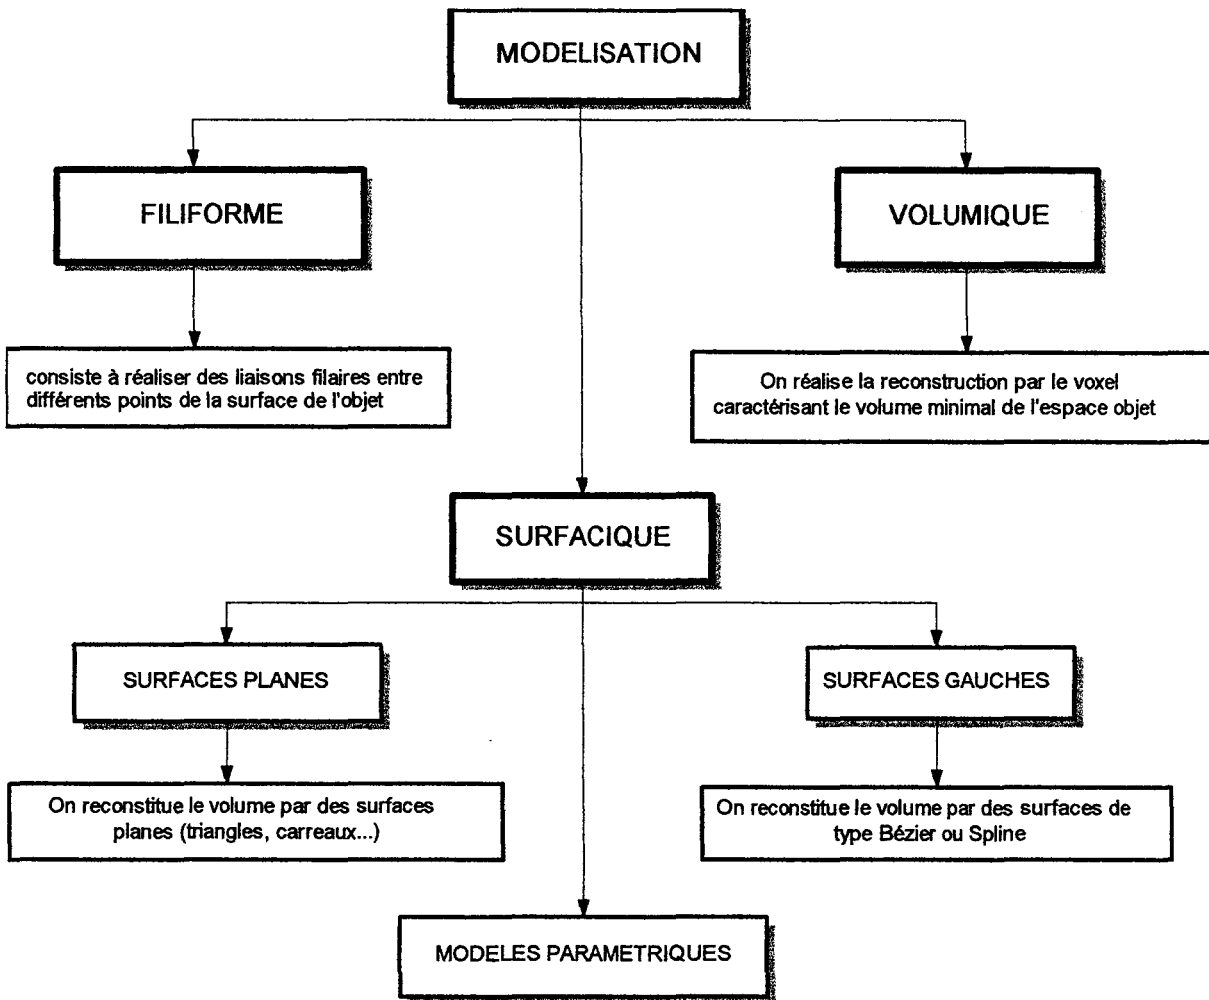 MODELISATION
FILIFORME
VOLUMIQUE
consiste à réaliser des liaisons filaires entre
différents points de la surface de l'objet
On réalise la reconstruction par le voxel
caractérisant le volume minimal de l'espace objet
SURFACIQUE
SURFACES PLANES
SURFACES GAUCHES
On reconstitue le volume par des surfaces
planes (triangles, carreaux...)
On reconstitue le volume par des surfaces de
type Bézier ou Spline
MODELES PARAMETRIQUES